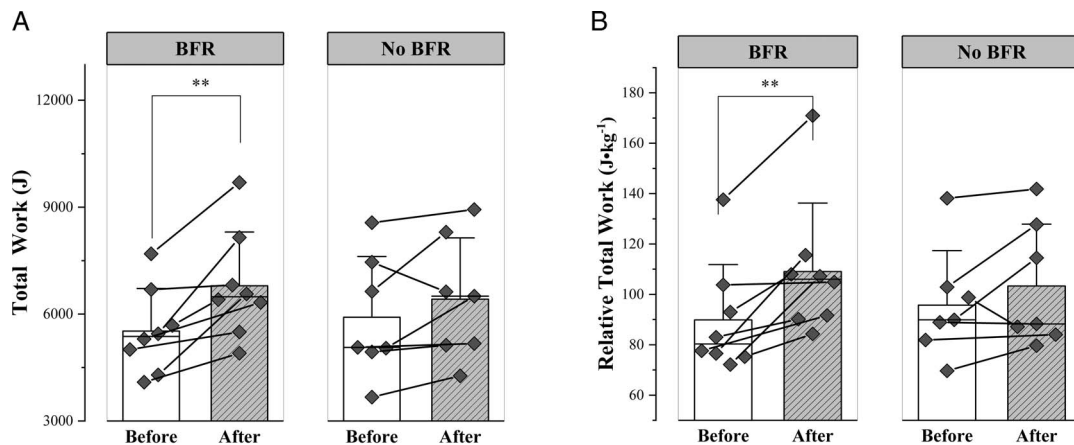 A
BFR
No BFR
**
Total Work (J)
12000
9000
6000
3000
Before After
Before After
B
BFR
No BFR
**
Relative Total Work (J•kg⁻¹)
180
160
140
120
100
80
60
Before After
Before After